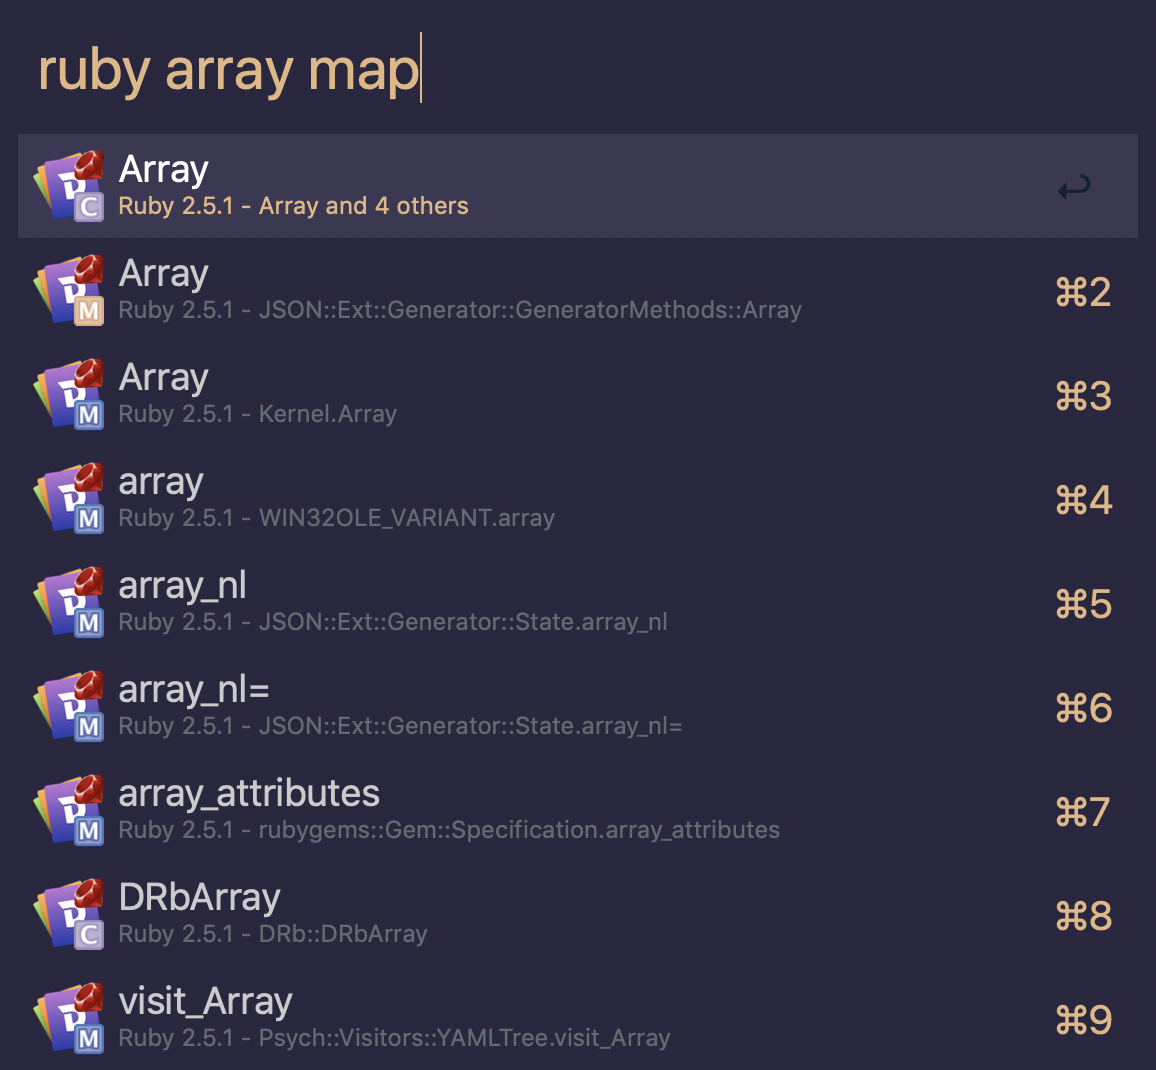 ruby array map
Array
Ruby 2.5.1 - Array and 4 others
C
Array
Ruby 2.5.1 - JSON::Ext::Generator::GeneratorMethods::Array
M
⌘2
Array
Ruby 2.5.1 - Kernel.Array
M
⌘3
array
Ruby 2.5.1 - WIN32OLE_VARIANT.array
M
⌘4
array_nl
Ruby 2.5.1 - JSON::Ext::Generator::State.array_nl
M
⌘5
array_nl=
Ruby 2.5.1 - JSON::Ext::Generator::State.array_nl=
M
⌘6
array_attributes
Ruby 2.5.1 - rubygems::Gem::Specification.array_attributes
M
⌘7
DRbArray
Ruby 2.5.1 - DRb::DRbArray
C
⌘8
visit_Array
Ruby 2.5.1 - Psych::Visitors::YAMLTree.visit_Array
M
⌘9